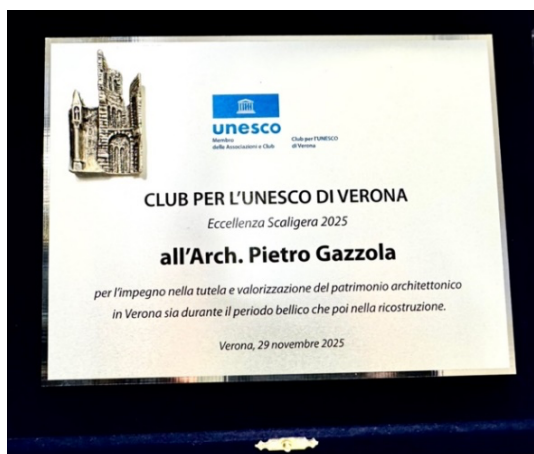 unesco
Membro
delle Associazioni e Club
Club per l'UNESCO
di Verona
CLUB PER L'UNESCO DI VERONA
Eccellenza Scaligera 2025
all'Arch. Pietro Gazzola
per l'impegno nella tutela e valorizzazione del patrimonio architettonico
in Verona sia durante il periodo bellico che poi nella ricostruzione.
Verona, 29 novembre 2025